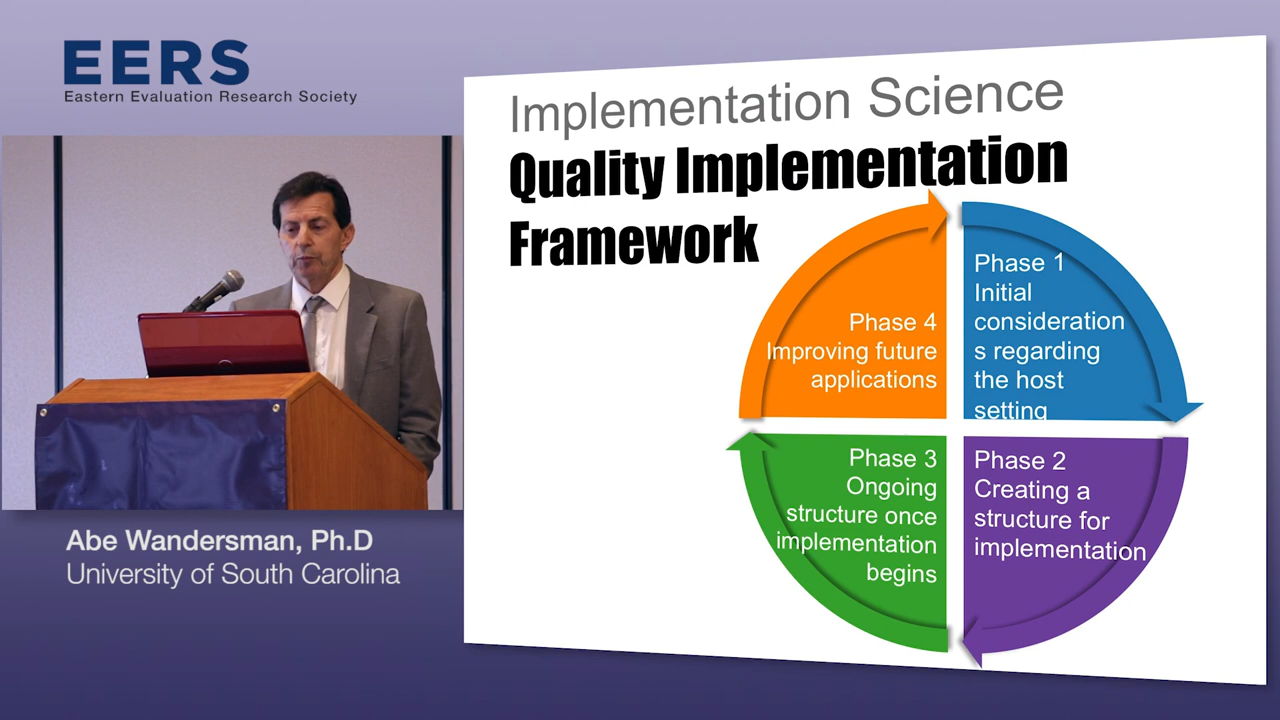 EERS
Eastern Evaluation Research Society
Implementation Science
Quality Implementation
Framework
Phase 1
Initial
consideration
s regarding
the host
setting
Phase 4
Improving future
applications
Phase 3
Ongoing
structure once
implementation
begins
Phase 2
Creating a
structure for
implementation
Abe Wandersman, Ph.D
University of South Carolina